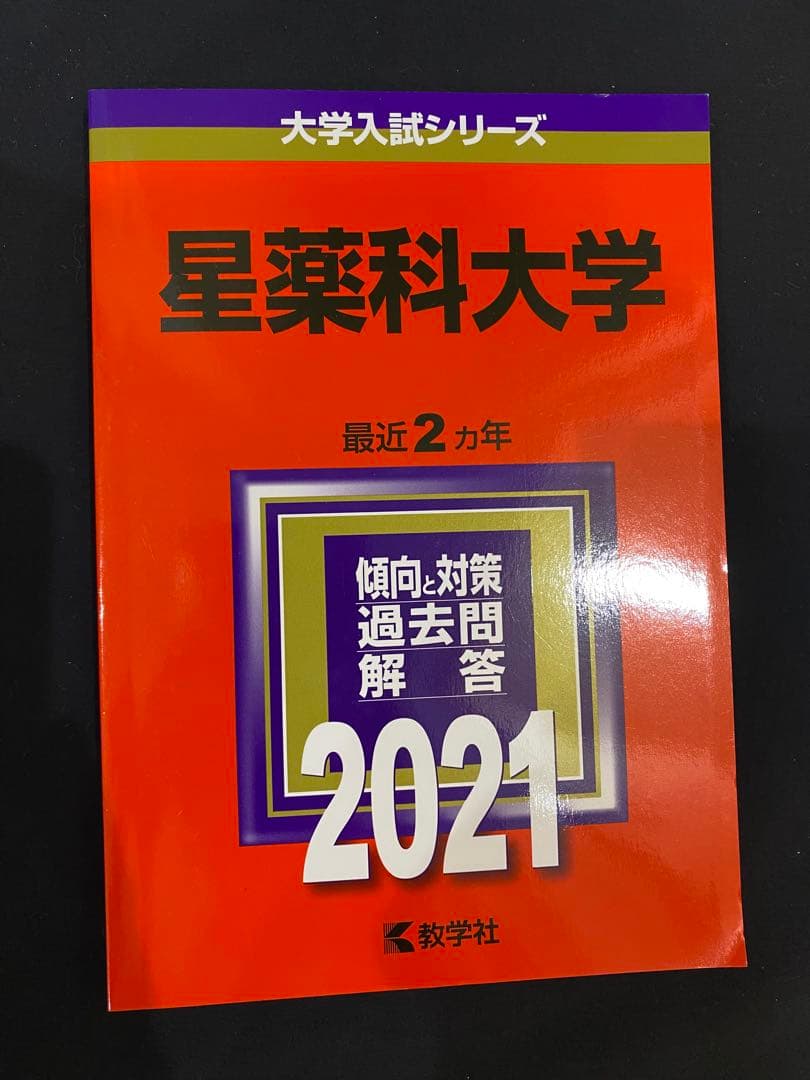 大学入試シリーズ
星薬科大学
最近2カ年
傾向と対策
過去問
解答
2021
教学社